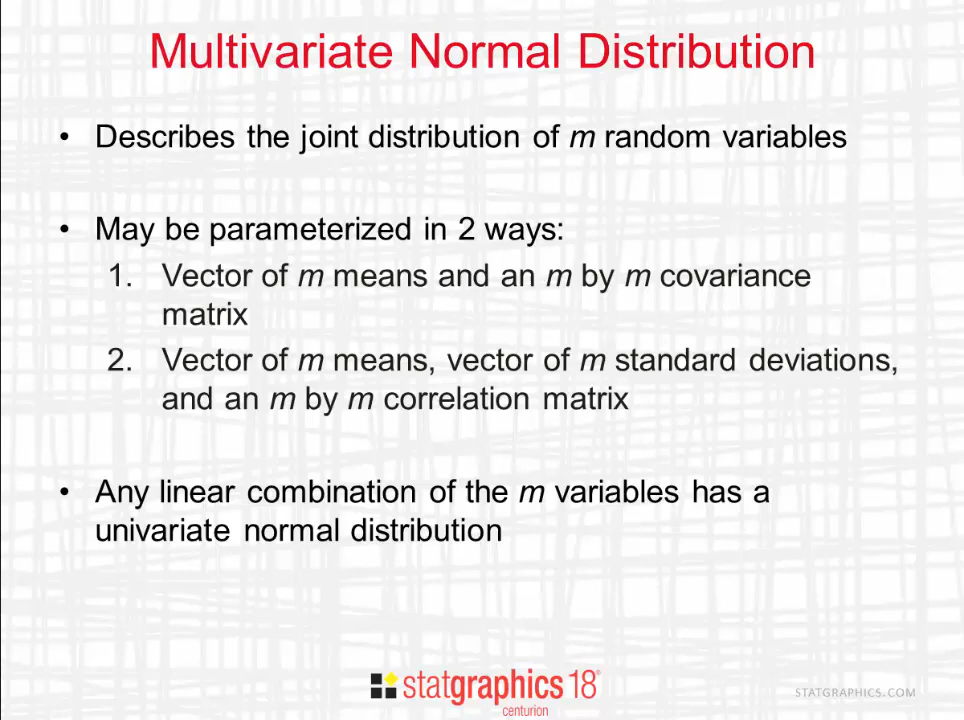 Multivariate Normal Distribution
• Describes the joint distribution of m random variables
• May be parameterized in 2 ways:
1. Vector of m means and an m by m covariance
matrix
2. Vector of m means, vector of m standard deviations,
and an m by m correlation matrix
• Any linear combination of the m variables has a
univariate normal distribution
statgraphics 18®
centurion
STATGRAPHICS.COM